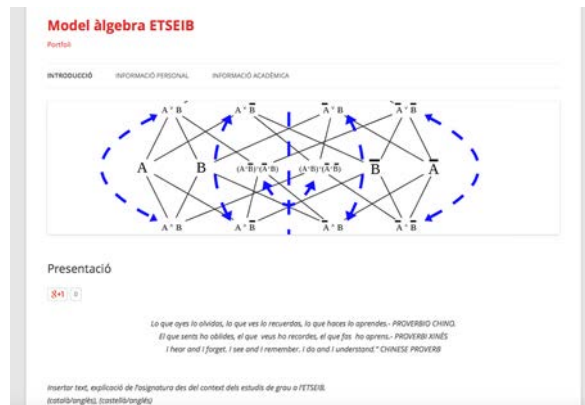 Model àlgebra ETSEIB
Portfoli
INTRODUCCIÓ INFORMACIÓ PERSONAL INFORMACIÓ ACADÈMICA
A B
Presentació
g+1 0
Lo que oyes lo olvidas, lo que ves lo recuerdas, lo que haces lo aprendes.- PROVERBIO CHINO.
El que sents ho oblides, el que veus ho recordes, el que fas ho aprens.- PROVERBI XINÈS
I hear and I forget. I see and I remember. I do and I understand." CHINESE PROVERB
Insertar text, explicació de l'asignatura des del context dels estudis de grau a l'ETSEIB.
(català/anglès), (castellà/anglès)